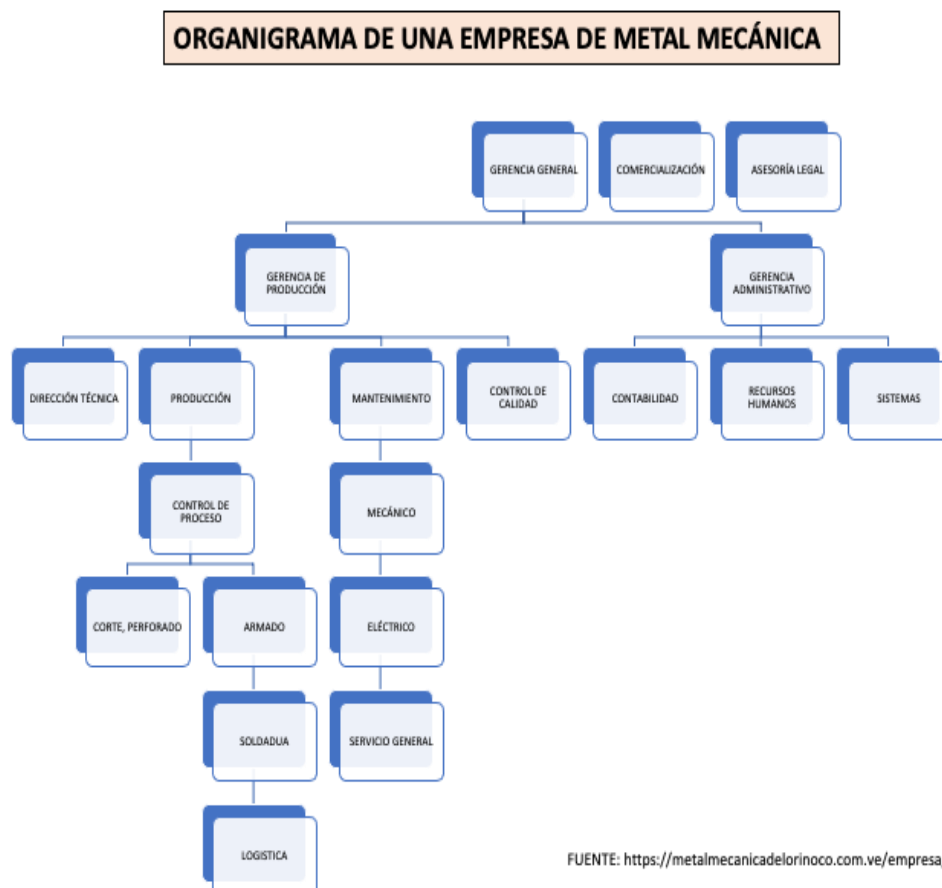 ORGANIGRAMA DE UNA EMPRESA DE METAL MECÁNICA
GERENCIA GENERAL
COMERCIALIZACIÓN
ASESORÍA LEGAL
GERENCIA DE
PRODUCCIÓN
GERENCIA
ADMINISTRATIVO
DIRECCIÓN TÉCNICA
PRODUCCIÓN
MANTENIMIENTO
CONTROL DE
CALIDAD
CONTABILIDAD
RECURSOS
HUMANOS
SISTEMAS
CONTROL DE
PROCESO
MECÁNICO
CORTE, PERFORADO
ARMADO
ELÉCTRICO
SOLDADUA
SERVICIO GENERAL
LOGISTICA
FUENTE: https://metalmecanicadelorinoco.com.ve/empresa/